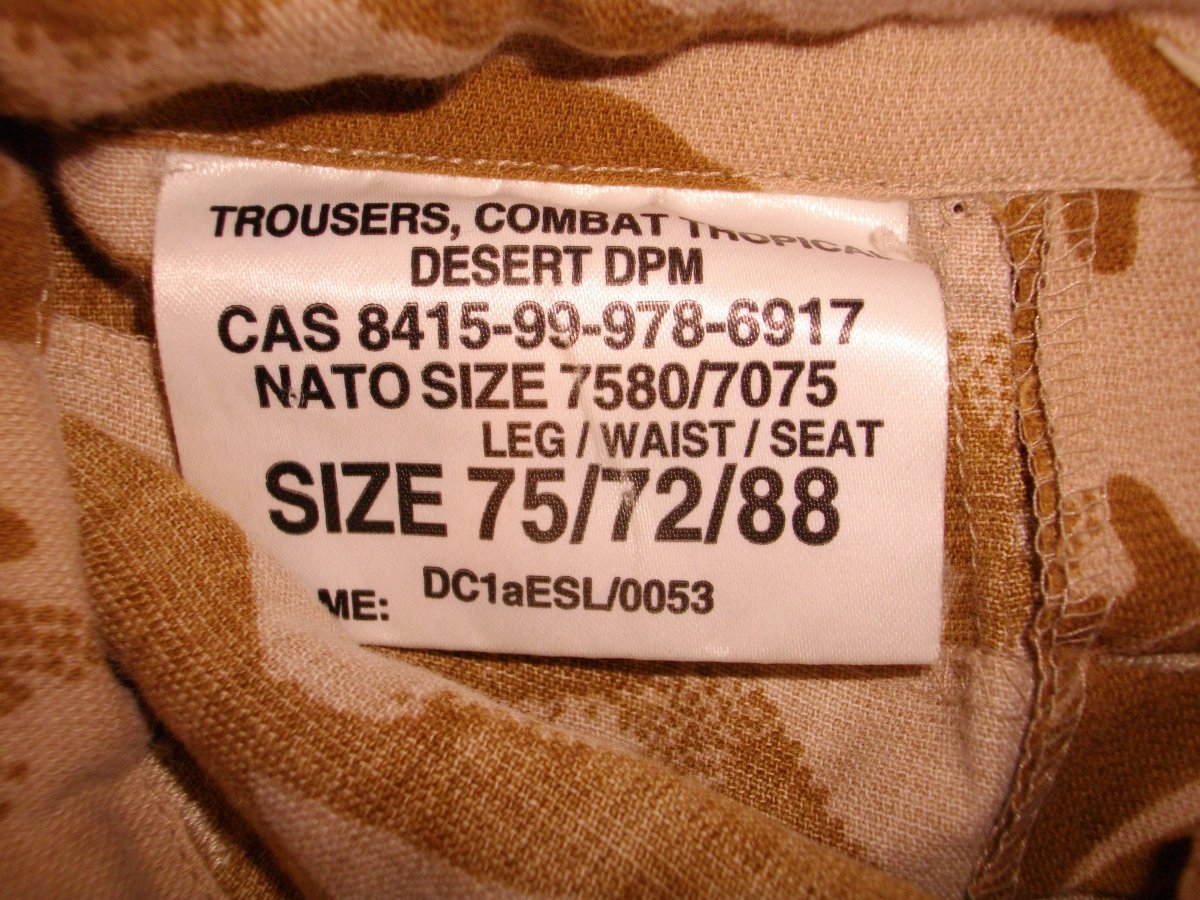 TROUSERS, COMBAT TROPICAL
DESERT DPM
CAS 8415-99-978-6917
NATO SIZE 7580/7075
LEG / WAIST / SEAT
SIZE 75/72/88
ME: DC1aESL/0053